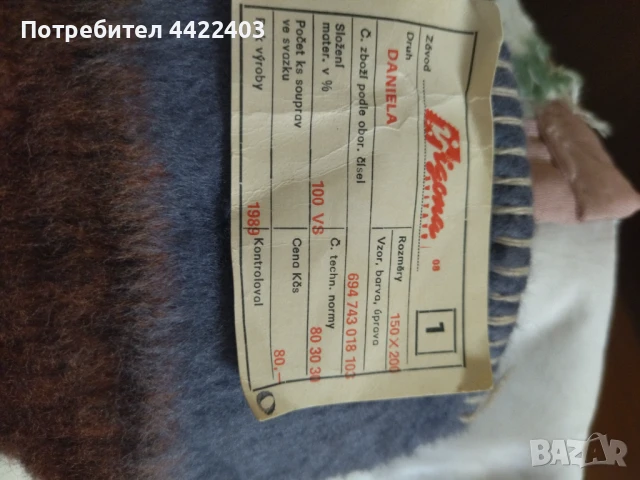 Потребител 4422403
Závod
08
1
Druh
DANIELA
Rozměry
150 X 200
Vzor, barva, úprava
Č. zboží podle obor. čísel
694 743 018 103
Složení
mater. v %
100 VS
Č. techn. normy
80 30 30
Počet ks souprav
ve svazku
Cena Kčs
80,-
výroby
1989
Kontroloval
BAZAR